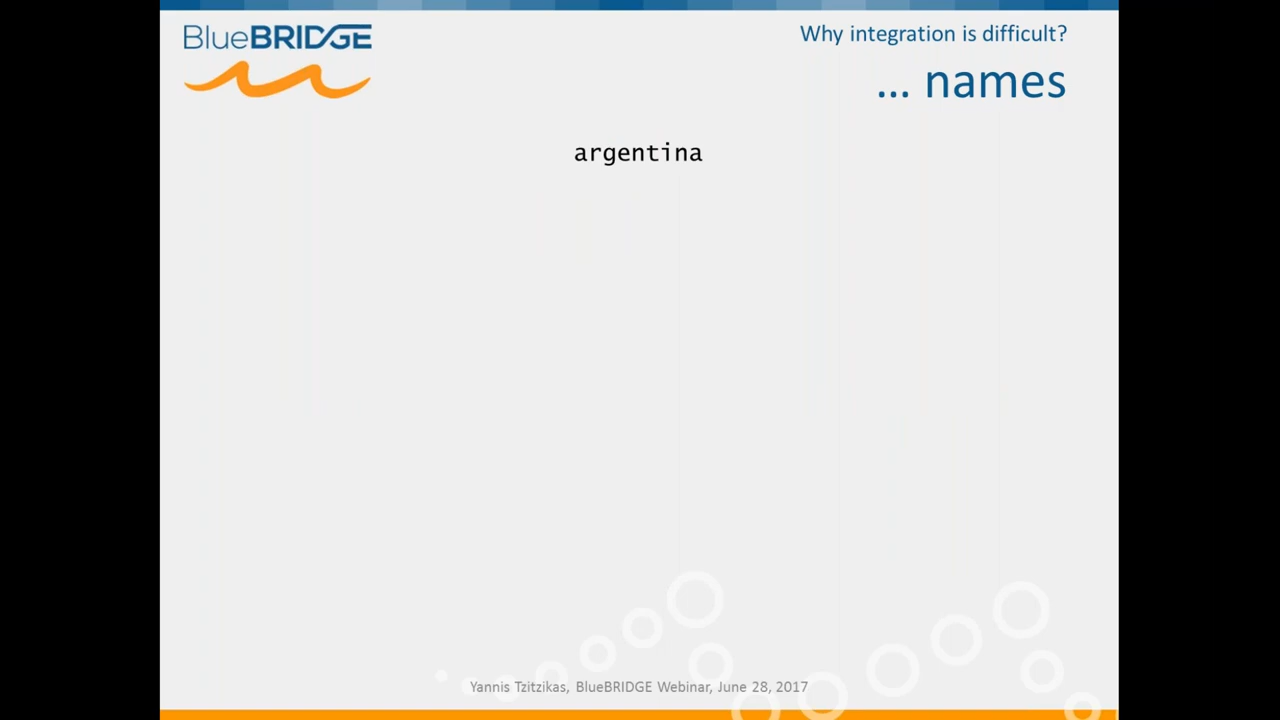 BlueBRIDGE
Why integration is difficult?
... names
argentina
Yannis Tzitzikas, BlueBRIDGE Webinar, June 28, 2017